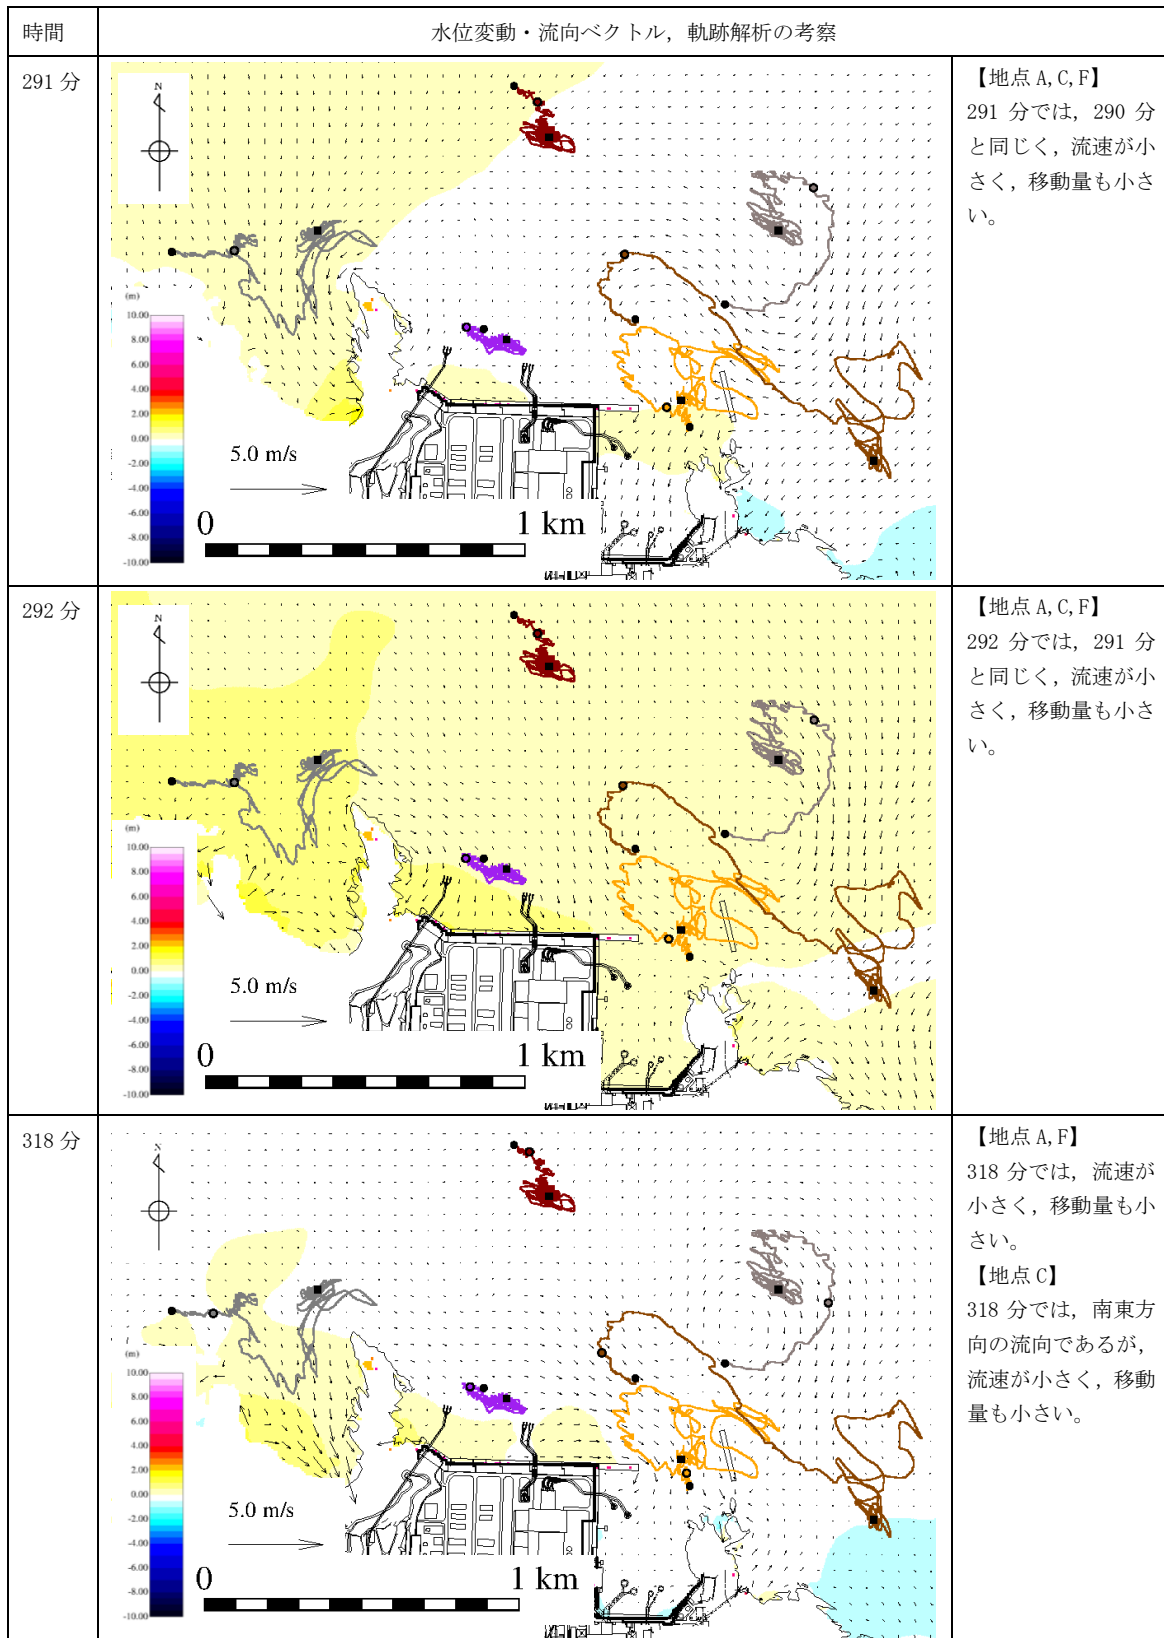 時間
水位変動・流向ベクトル，軌跡解析の考察
291 分
N
(m)
10.00
8.00
6.00
4.00
2.00
0.00
-2.00
-4.00
-6.00
-8.00
-10.00
5.0 m/s
0
1 km
【地点 A,C,F】
291 分では，290 分
と同じく，流速が小
さく，移動量も小さ
い。
292 分
N
(m)
10.00
8.00
6.00
4.00
2.00
0.00
-2.00
-4.00
-6.00
-8.00
-10.00
5.0 m/s
0
1 km
【地点 A,C,F】
292 分では，291 分
と同じく，流速が小
さく，移動量も小さ
い。
318 分
N
(m)
10.00
8.00
6.00
4.00
2.00
0.00
-2.00
-4.00
-6.00
-8.00
-10.00
5.0 m/s
0
1 km
【地点 A,F】
318 分では，流速が
小さく，移動量も小
さい。
【地点 C】
318 分では，南東方
向の流向であるが，
流速が小さく，移動
量も小さい。